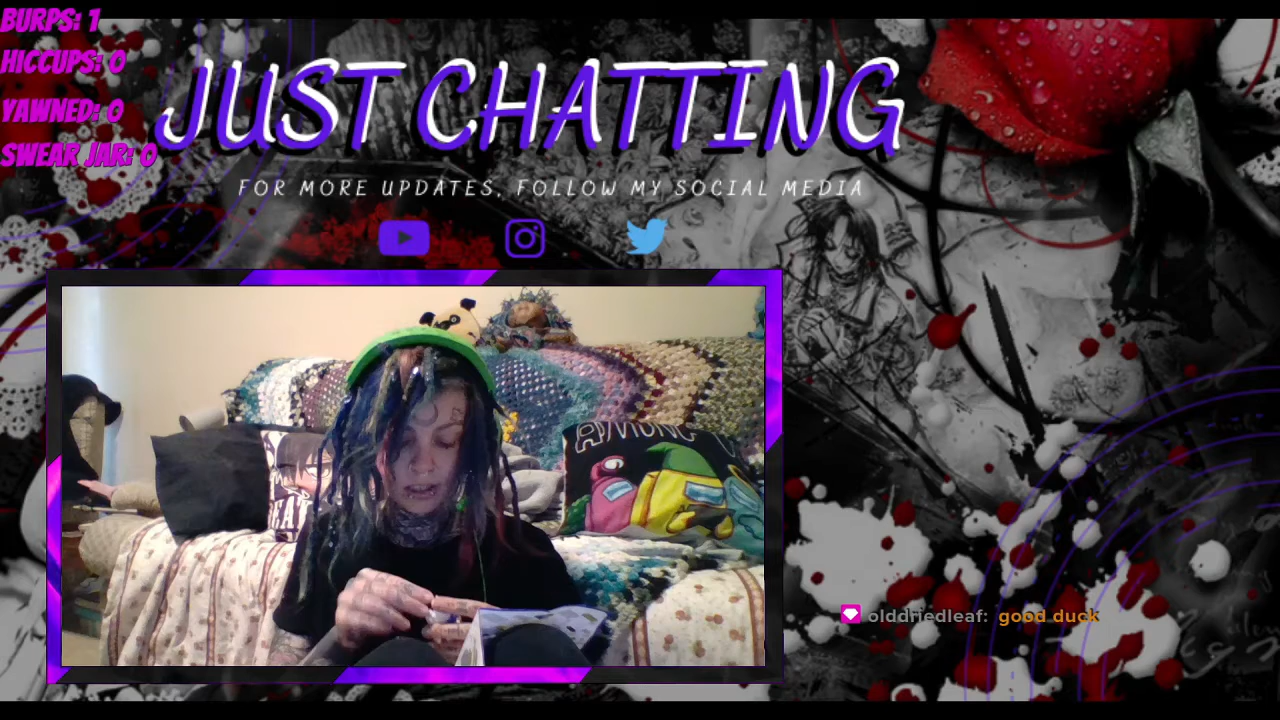 BURPS: 1
HICCUPS: 0
YAWNED: 0
SWEAR JAR: 0
JUST CHATTING
FOR MORE UPDATES, FOLLOW MY SOCIAL MEDIA
AMONG
olddriedleaf: good duck